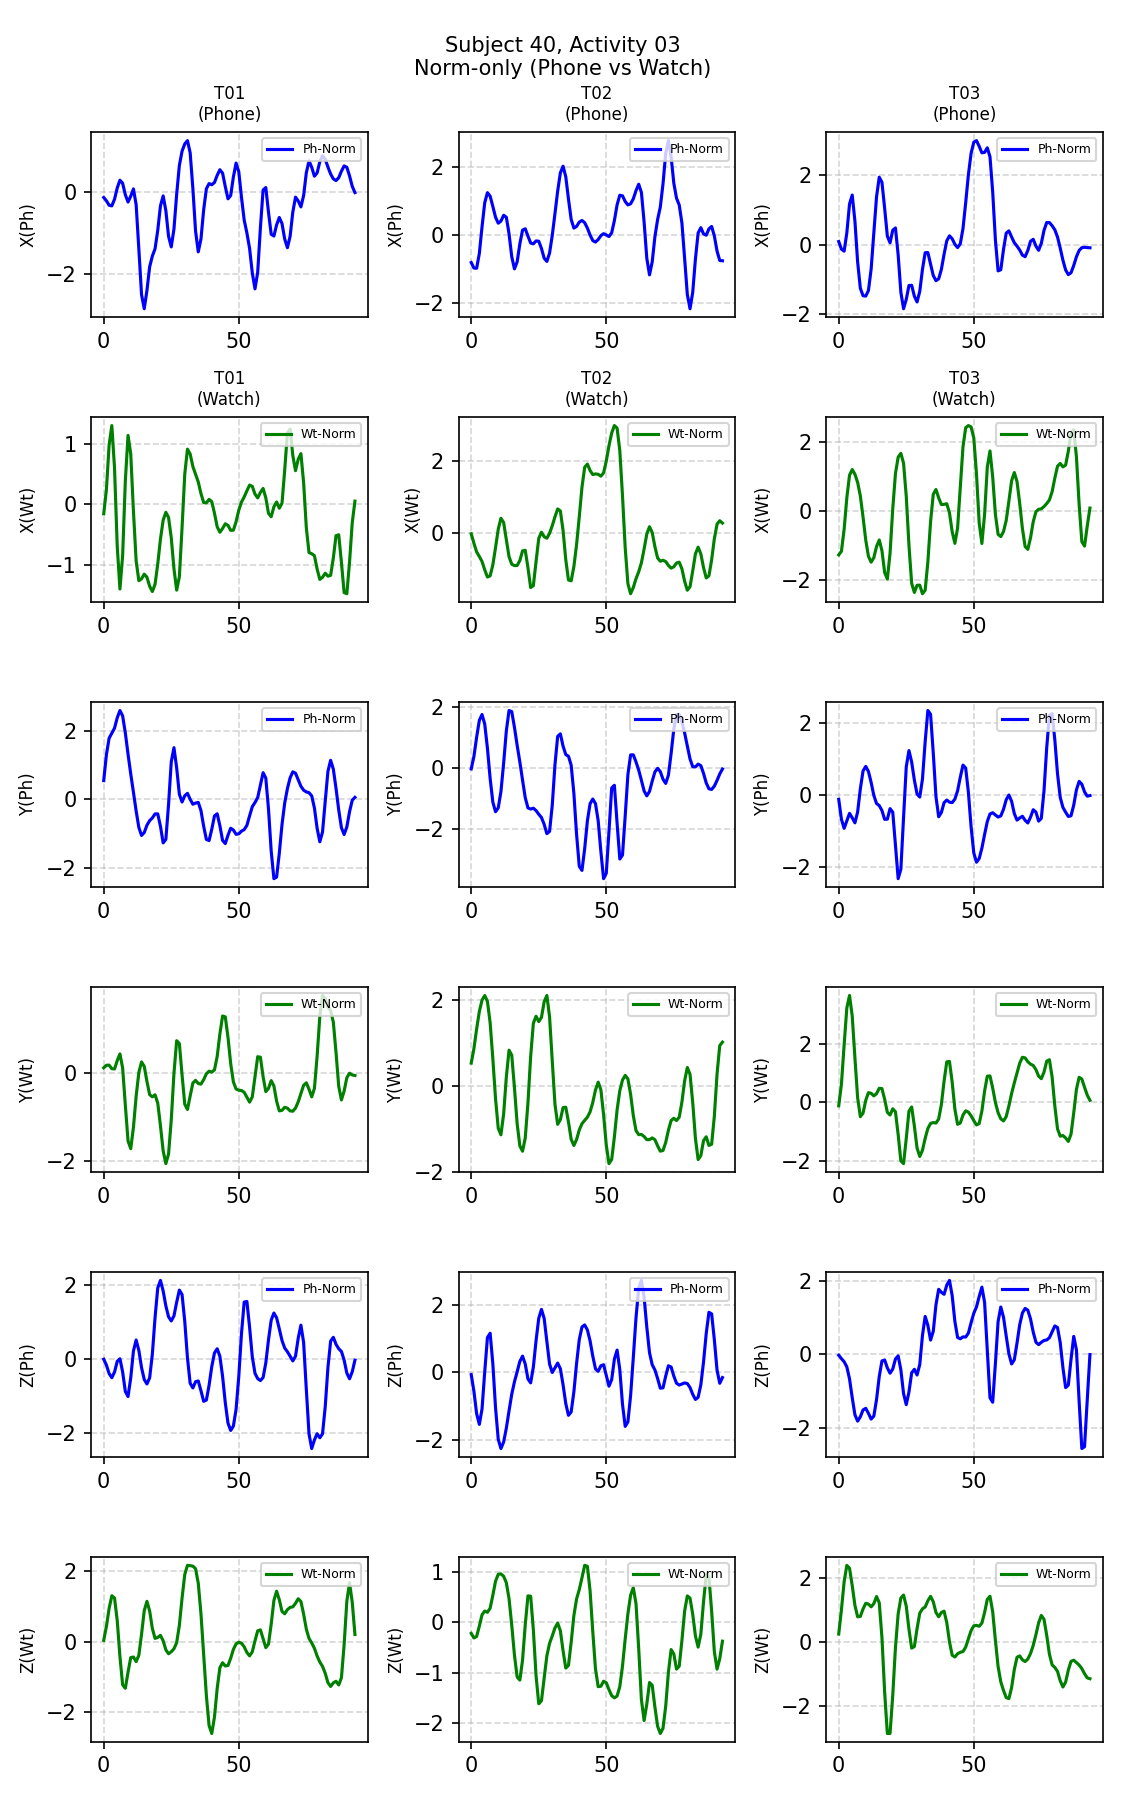 Subject 40, Activity 03
Norm-only (Phone vs Watch)
T01
(Phone)
T02
(Phone)
T03
(Phone)
X(Ph)
0
−2
0
50
Ph-Norm
X(Ph)
2
0
−2
0
50
Ph-Norm
X(Ph)
2
0
−2
0
50
Ph-Norm
T01
(Watch)
T02
(Watch)
T03
(Watch)
X(Wt)
1
0
−1
0
50
Wt-Norm
X(Wt)
2
0
0
50
Wt-Norm
X(Wt)
2
0
−2
0
50
Wt-Norm
Y(Ph)
2
0
−2
0
50
Ph-Norm
Y(Ph)
2
0
−2
0
50
Ph-Norm
Y(Ph)
2
0
−2
0
50
Ph-Norm
Y(Wt)
0
−2
0
50
Wt-Norm
Y(Wt)
2
0
−2
0
50
Wt-Norm
Y(Wt)
2
0
−2
0
50
Wt-Norm
Z(Ph)
2
0
−2
0
50
Ph-Norm
Z(Ph)
2
0
−2
0
50
Ph-Norm
Z(Ph)
2
0
−2
0
50
Ph-Norm
Z(Wt)
2
0
−2
0
50
Wt-Norm
Z(Wt)
1
0
−1
−2
0
50
Wt-Norm
Z(Wt)
2
0
−2
0
50
Wt-Norm